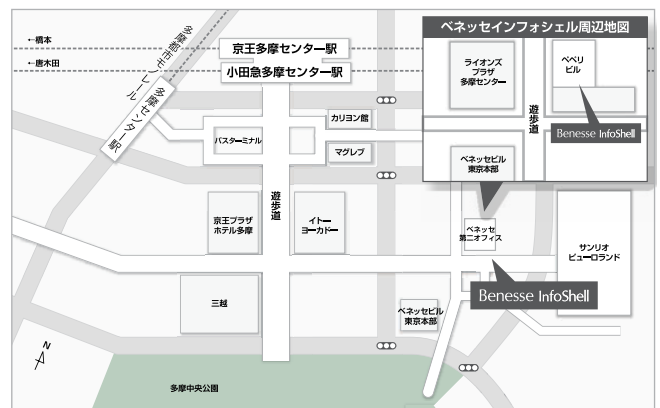 ベネッセインフォシェル周辺地図
←橋本
京王多摩センター駅
←唐木田
小田急多摩センター駅
多摩都市モノレール
多摩センター駅
ライオンズ
プラザ
多摩センター
ベペリ
ビル
遊歩道
Benesse InfoShell
ベネッセビル
東京本部
カリヨン館
バスターミナル
マグレブ
遊歩道
京王プラザ
ホテル多摩
イトー
ヨーカドー
ベネッセ
第二オフィス
サンリオ
ピューロランド
Benesse InfoShell
三越
ベネッセビル
東京本部
N
多摩中央公園